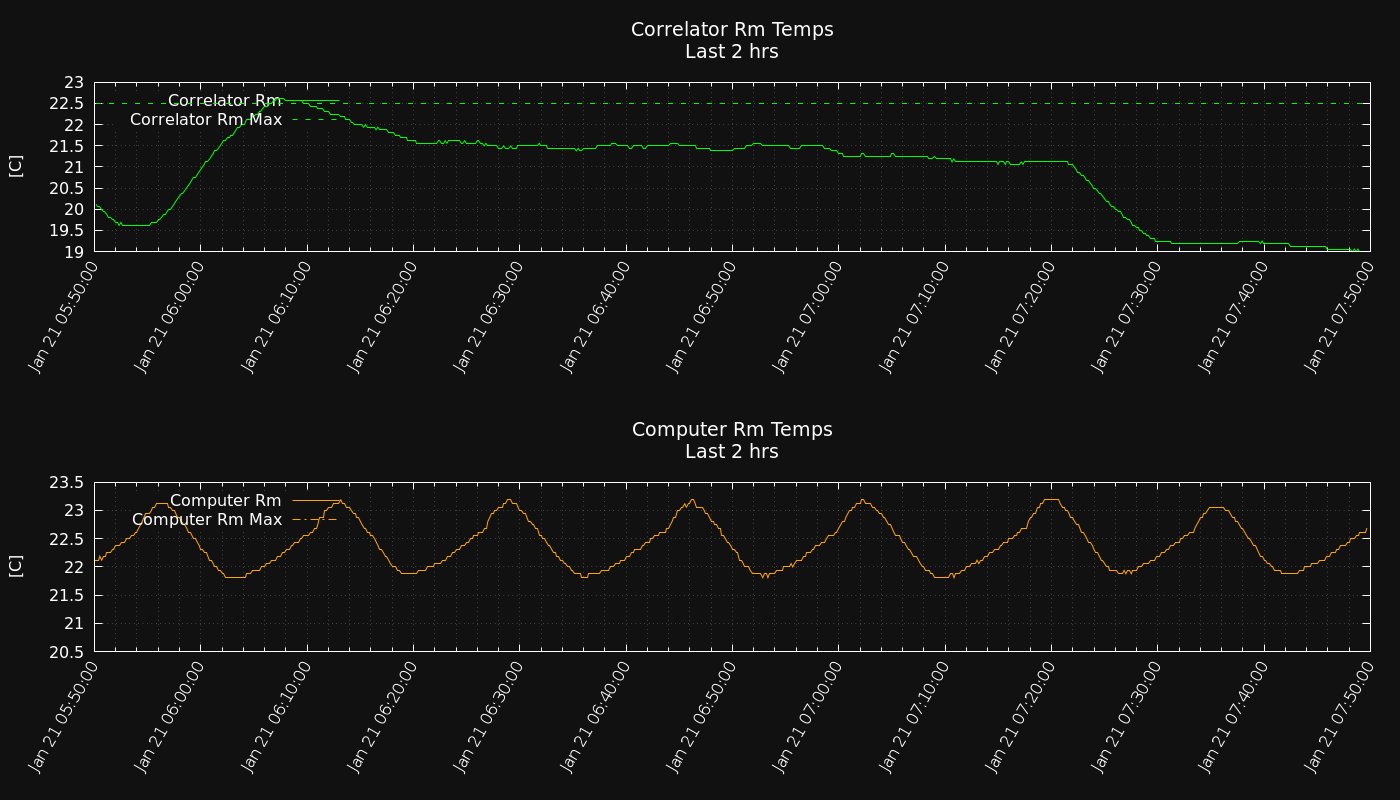 Correlator Rm Temps
Last 2 hrs
23
22.5
22
21.5
21
20.5
20
19.5
19
[C]
Correlator Rm
Correlator Rm Max
Jan 21 05:50:00
Jan 21 06:00:00
Jan 21 06:10:00
Jan 21 06:20:00
Jan 21 06:30:00
Jan 21 06:40:00
Jan 21 06:50:00
Jan 21 07:00:00
Jan 21 07:10:00
Jan 21 07:20:00
Jan 21 07:30:00
Jan 21 07:40:00
Jan 21 07:50:00
Computer Rm Temps
Last 2 hrs
23.5
23
22.5
22
21.5
21
20.5
[C]
Computer Rm
Computer Rm Max
Jan 21 05:50:00
Jan 21 06:00:00
Jan 21 06:10:00
Jan 21 06:20:00
Jan 21 06:30:00
Jan 21 06:40:00
Jan 21 06:50:00
Jan 21 07:00:00
Jan 21 07:10:00
Jan 21 07:20:00
Jan 21 07:30:00
Jan 21 07:40:00
Jan 21 07:50:00